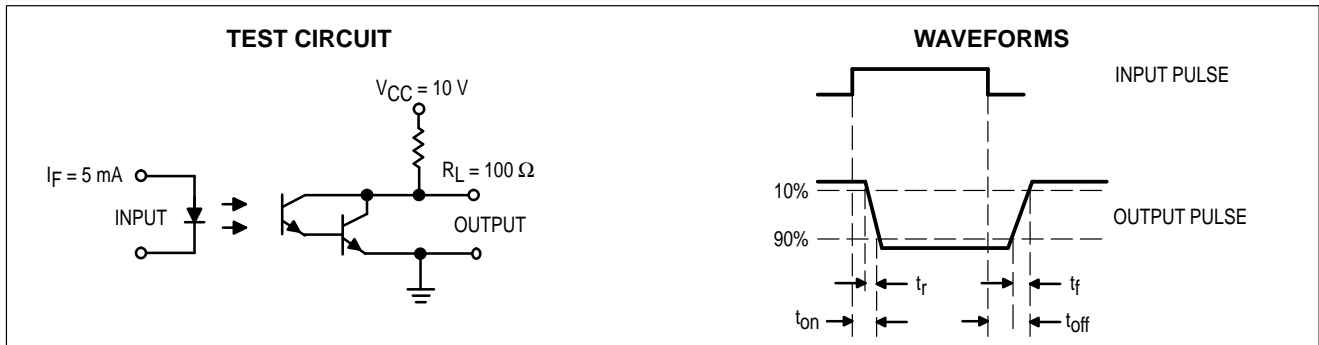 TEST CIRCUIT
VCC = 10 V
IF = 5 mA
RL = 100 Ω
INPUT
OUTPUT
WAVEFORMS
INPUT PULSE
10%
OUTPUT PULSE
90%
tr
tf
ton
toff